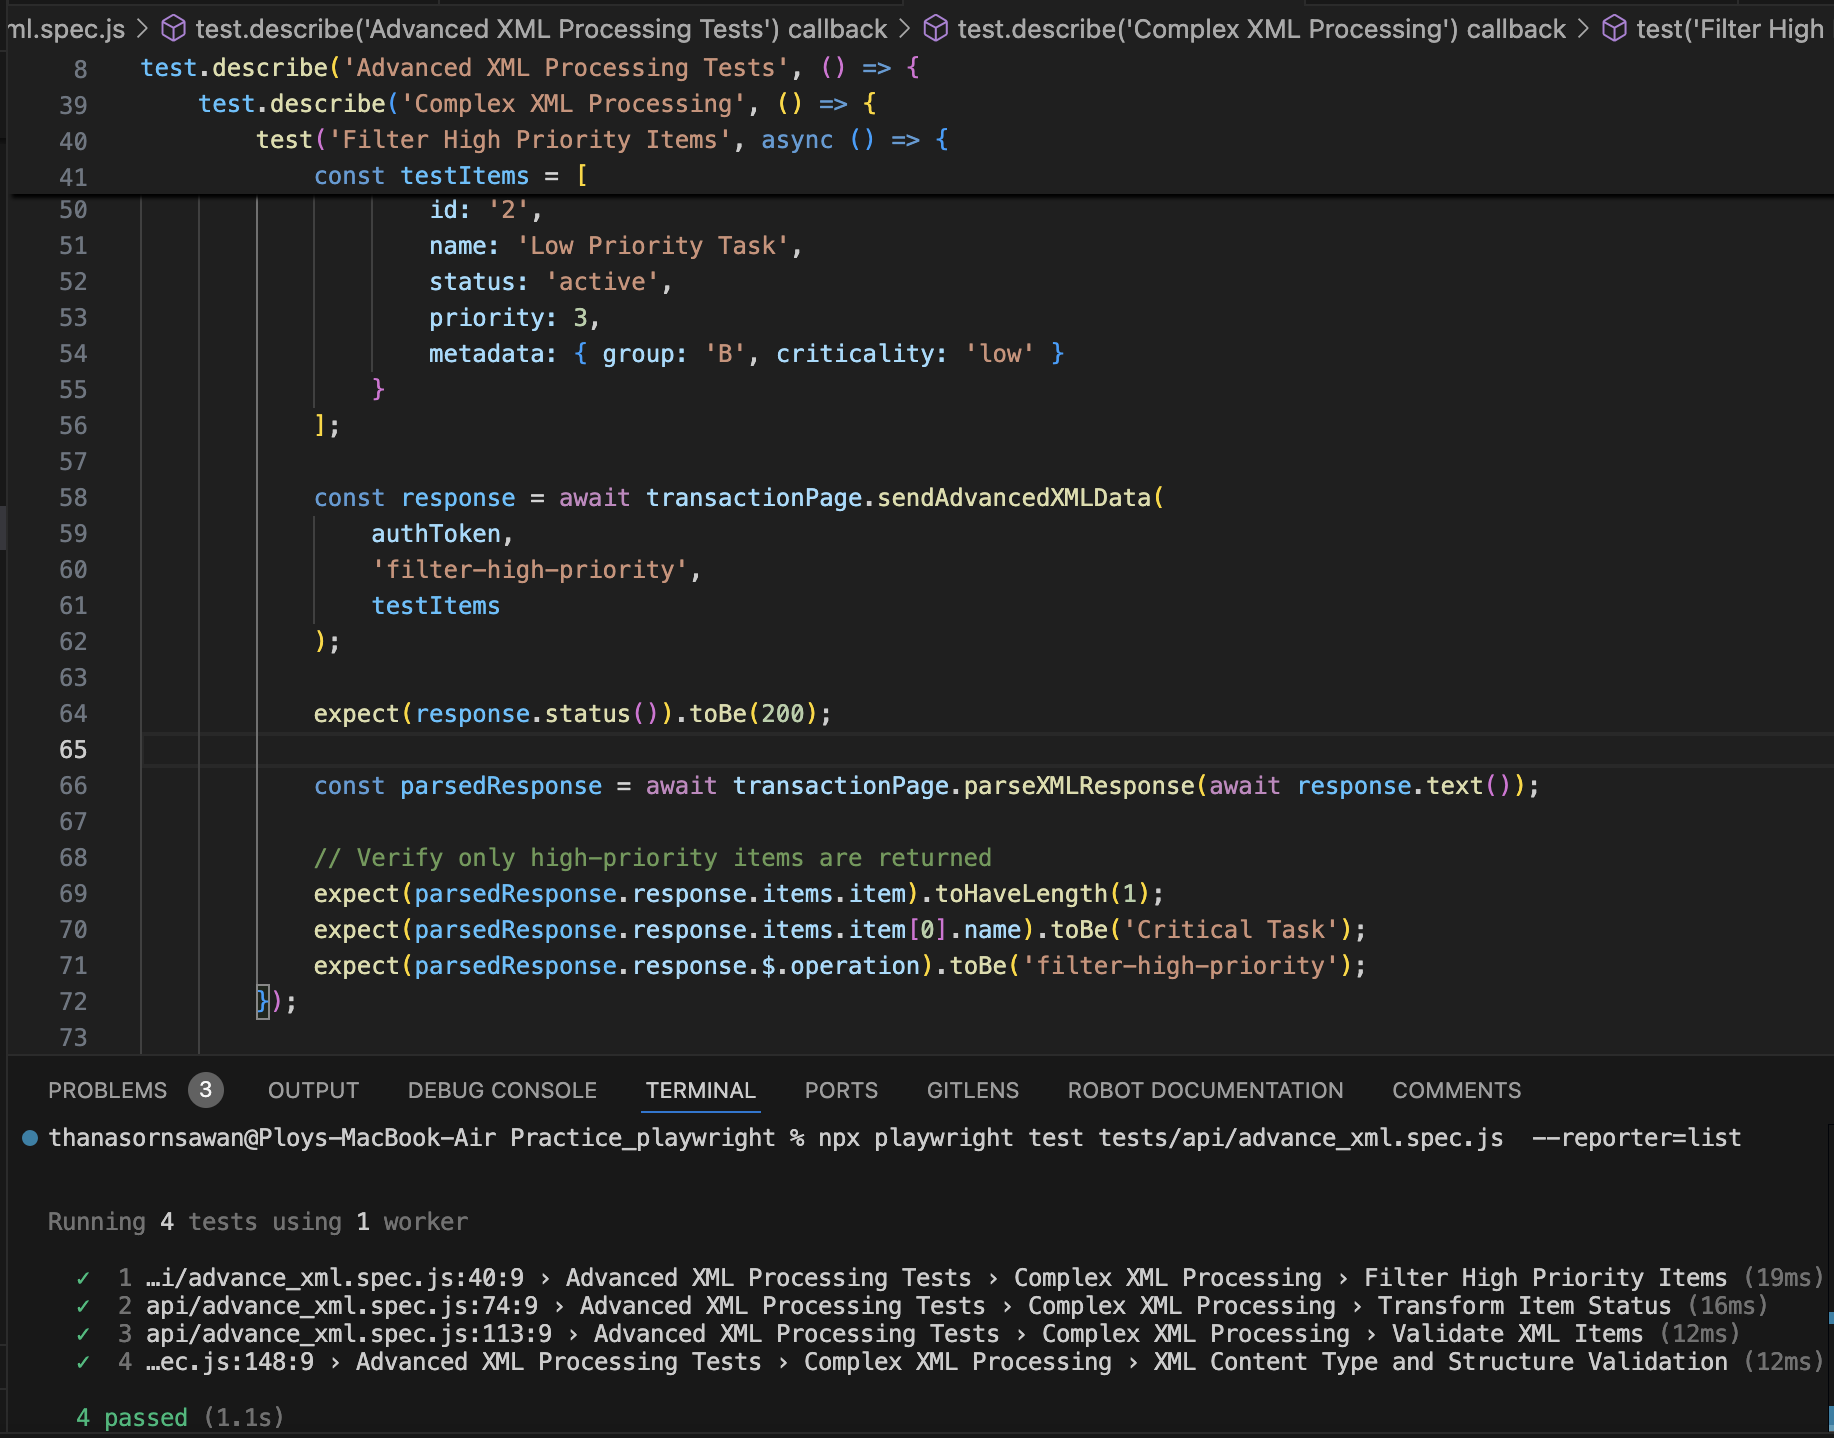 ml.spec.js > test.describe('Advanced XML Processing Tests') callback > test.describe('Complex XML Processing') callback > test('Filter High
8 test.describe('Advanced XML Processing Tests', () => {
39 test.describe('Complex XML Processing', () => {
40 test('Filter High Priority Items', async () => {
41 const testItems = [
50 id: '2',
51 name: 'Low Priority Task',
52 status: 'active',
53 priority: 3,
54 metadata: { group: 'B', criticality: 'low' }
55 }
56 ];
57
58 const response = await transactionPage.sendAdvancedXMLData(
59 authToken,
60 'filter-high-priority',
61 testItems
62 );
63
64 expect(response.status()).toBe(200);
65
66 const parsedResponse = await transactionPage.parseXMLResponse(await response.text());
67
68 // Verify only high-priority items are returned
69 expect(parsedResponse.response.items.item).toHaveLength(1);
70 expect(parsedResponse.response.items.item[0].name).toBe('Critical Task');
71 expect(parsedResponse.response.$.operation).toBe('filter-high-priority');
72 });
73
PROBLEMS 3 OUTPUT DEBUG CONSOLE TERMINAL PORTS GITLENS ROBOT DOCUMENTATION COMMENTS
thanasornsawan@Ploys-MacBook-Air Practice_playwright % npx playwright test tests/api/advance_xml.spec.js --reporter=list
Running 4 tests using 1 worker
✓ 1 …i/advance_xml.spec.js:40:9 › Advanced XML Processing Tests › Complex XML Processing › Filter High Priority Items (19ms)
✓ 2 api/advance_xml.spec.js:74:9 › Advanced XML Processing Tests › Complex XML Processing › Transform Item Status (16ms)
✓ 3 api/advance_xml.spec.js:113:9 › Advanced XML Processing Tests › Complex XML Processing › Validate XML Items (12ms)
✓ 4 …ec.js:148:9 › Advanced XML Processing Tests › Complex XML Processing › XML Content Type and Structure Validation (12ms)
4 passed (1.1s)